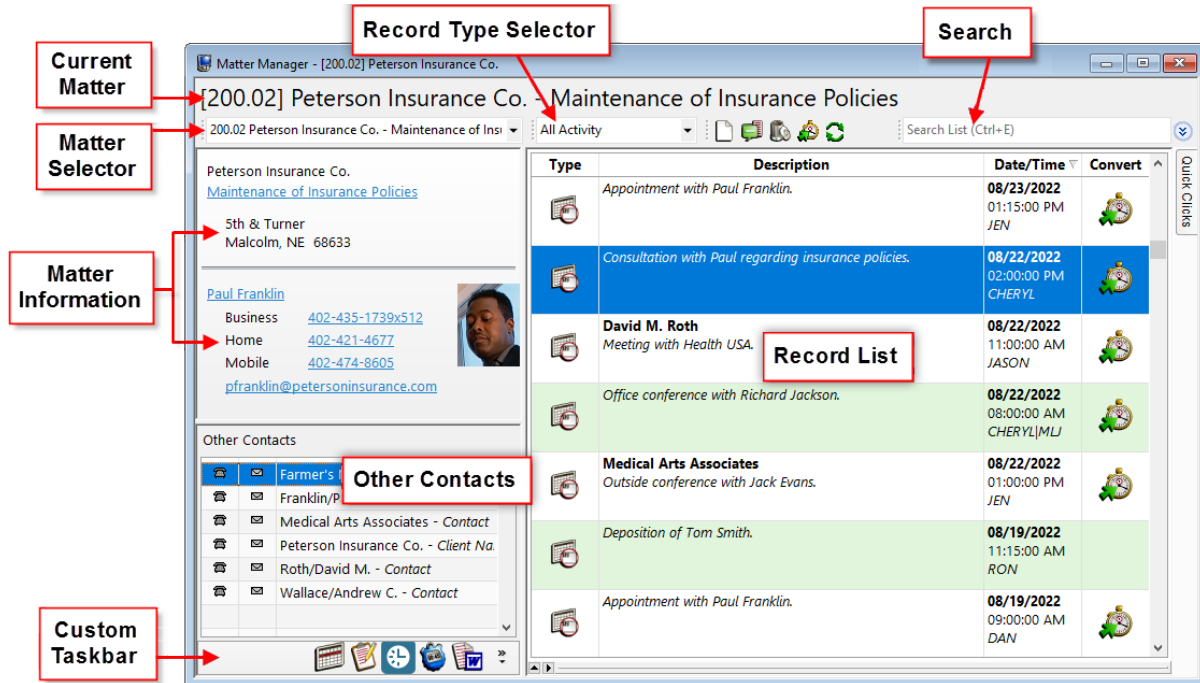 Record Type Selector
Search
Current
Matter
Matter Manager - [200.02] Peterson Insurance Co.
[200.02] Peterson Insurance Co. - Maintenance of Insurance Policies
Matter
Selector
200.02 Peterson Insurance Co. - Maintenance of
All Activity
Search List (Ctrl+E)
Peterson Insurance Co.
Maintenance of Insurance Policies
5th & Turner
Malcolm, NE 68633
Matter
Information
Paul Franklin
Business 402-435-1739x512
Home 402-421-4677
Mobile 402-474-8605
pfranklin@petersoninsurance.com
Other Contacts
Farmer's
Other Contacts
Franklin/P
Medical Arts Associates - Contact
Peterson Insurance Co. - Client Na.
Roth/David M. - Contact
Wallace/Andrew C. - Contact
Custom
Taskbar
Type Description Date/Time Convert
Quick Clicks
Appointment with Paul Franklin.
08/23/2022
01:15:00 PM
JEN
Consultation with Paul regarding insurance policies.
08/22/2022
02:00:00 PM
CHERYL
David M. Roth
Meeting with Health USA.
08/22/2022
11:00:00 AM
JASON
Record List
Office conference with Richard Jackson.
08/22/2022
08:00:00 AM
CHERYL|MLJ
Medical Arts Associates
Outside conference with Jack Evans.
08/22/2022
01:00:00 PM
JEN
Deposition of Tom Smith.
08/19/2022
11:15:00 AM
RON
Appointment with Paul Franklin.
08/19/2022
09:00:00 AM
DAN